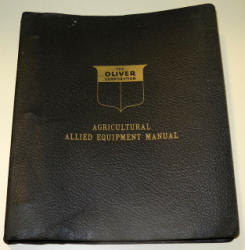 THE
OLIVER
CORPORATION
AGRICULTURAL
ALLIED EQUIPMENT MANUAL